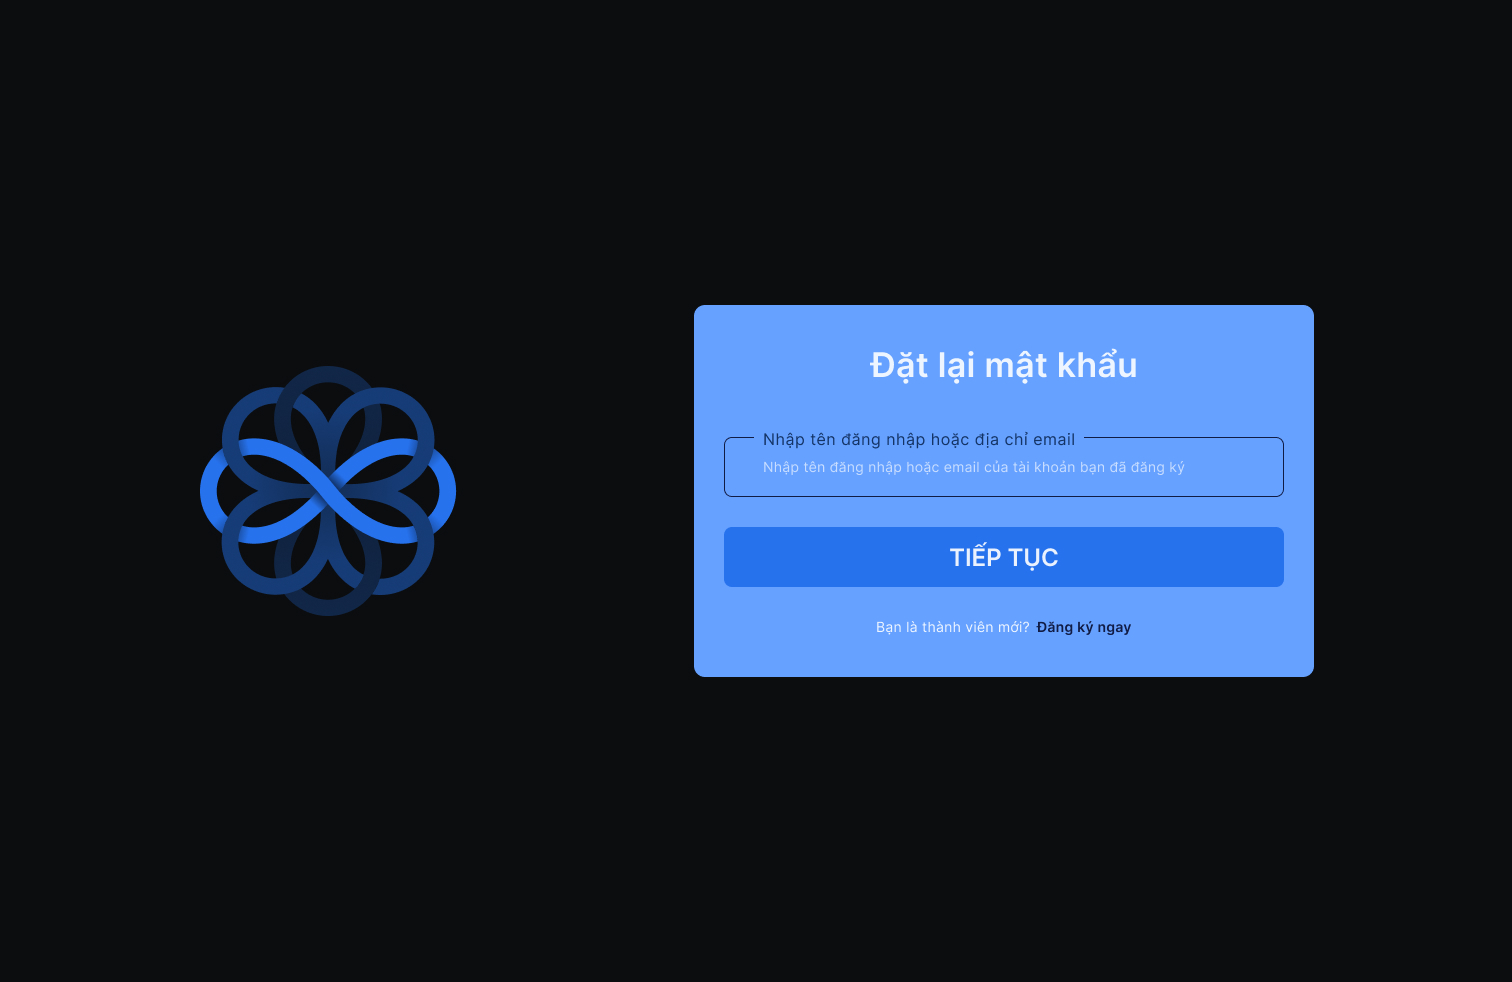 Đặt lại mật khẩu
Nhập tên đăng nhập hoặc địa chỉ email
Nhập tên đăng nhập hoặc email của tài khoản bạn đã đăng ký
TIẾP TỤC
Bạn là thành viên mới? Đăng ký ngay